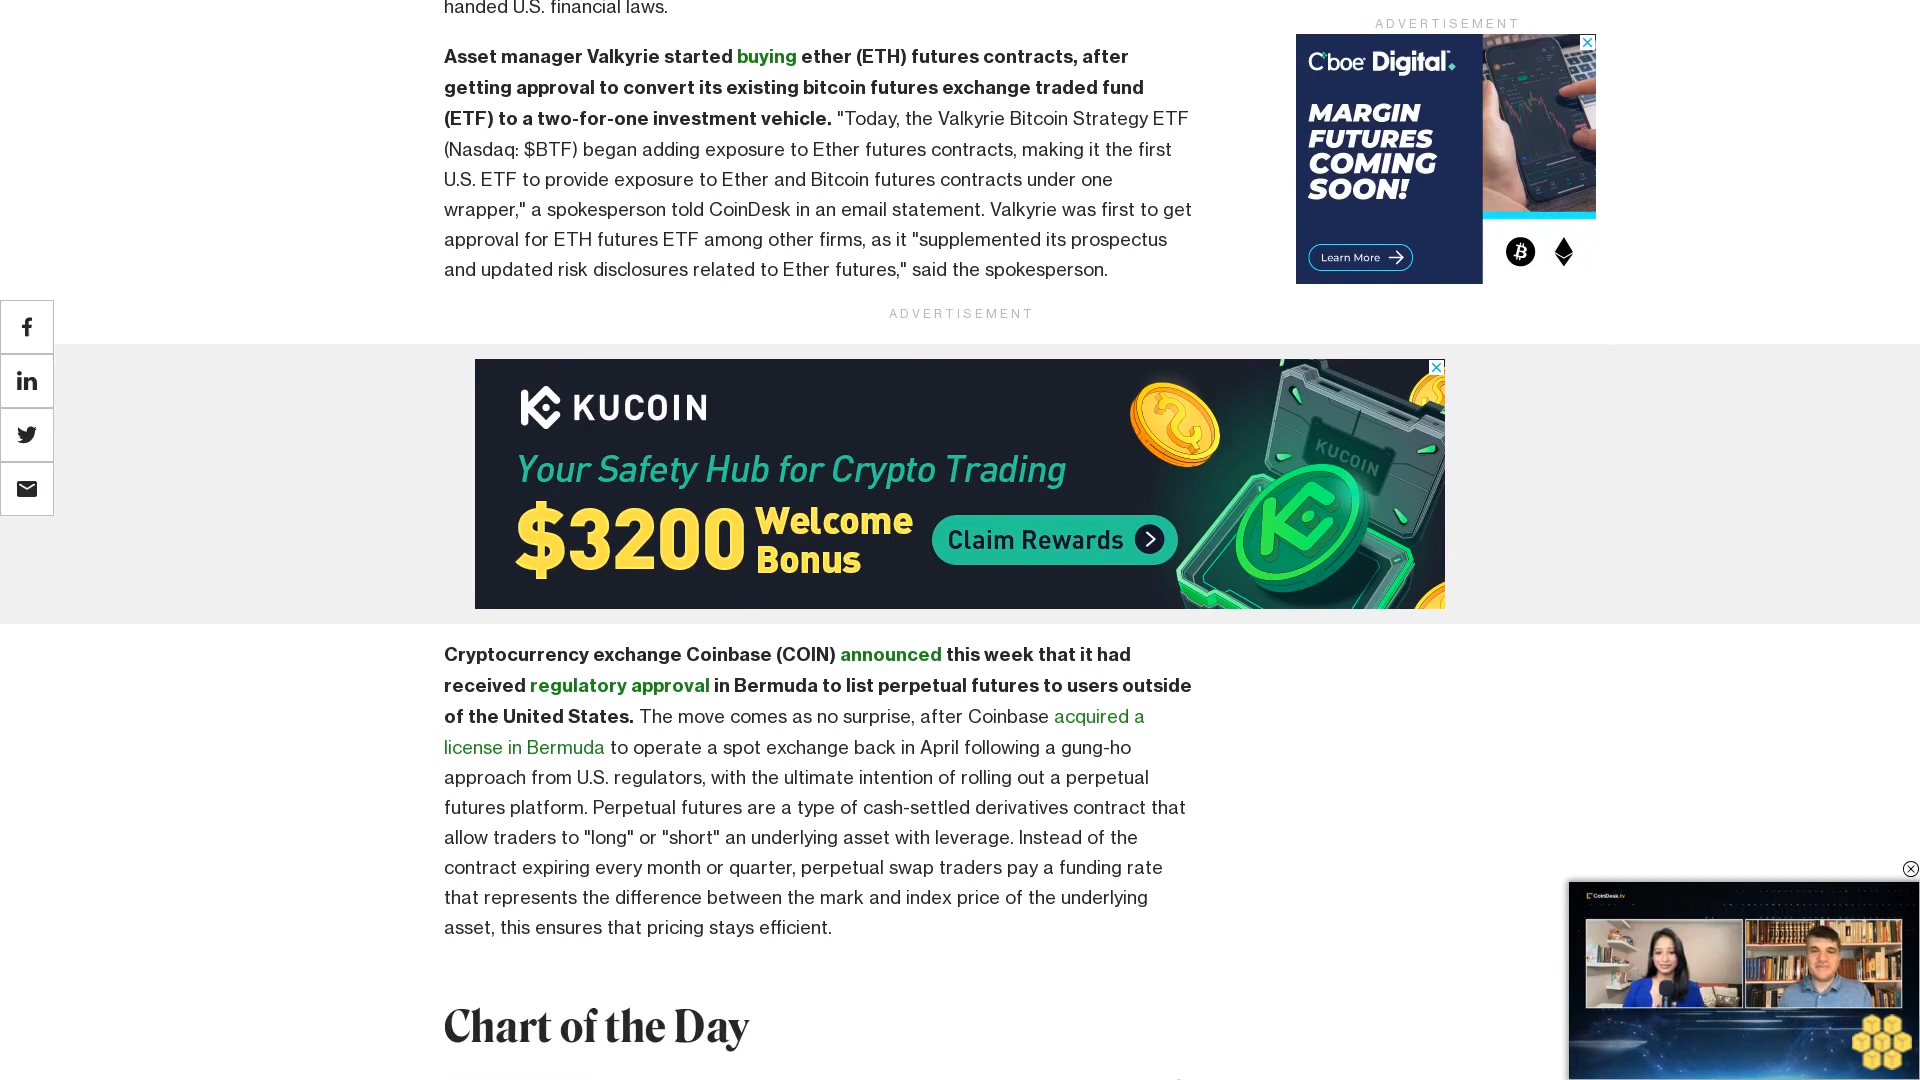 handed U.S. financial laws.
Asset manager Valkyrie started buying ether (ETH) futures contracts, after
getting approval to convert its existing bitcoin futures exchange traded fund
(ETF) to a two-for-one investment vehicle. "Today, the Valkyrie Bitcoin Strategy ETF
(Nasdaq: $BTF) began adding exposure to Ether futures contracts, making it the first
U.S. ETF to provide exposure to Ether and Bitcoin futures contracts under one
wrapper," a spokesperson told CoinDesk in an email statement. Valkyrie was first to get
approval for ETH futures ETF among other firms, as it "supplemented its prospectus
and updated risk disclosures related to Ether futures," said the spokesperson.
ADVERTISEMENT
Cboe Digital
MARGIN
FUTURES
COMING
SOON!
Learn More
ADVERTISEMENT
KUCOIN
Your Safety Hub for Crypto Trading
$3200 Welcome
Bonus
Claim Rewards
KUCOIN
Cryptocurrency exchange Coinbase (COIN) announced this week that it had
received regulatory approval in Bermuda to list perpetual futures to users outside
of the United States. The move comes as no surprise, after Coinbase acquired a
license in Bermuda to operate a spot exchange back in April following a gung-ho
approach from U.S. regulators, with the ultimate intention of rolling out a perpetual
futures platform. Perpetual futures are a type of cash-settled derivatives contract that
allow traders to "long" or "short" an underlying asset with leverage. Instead of the
contract expiring every month or quarter, perpetual swap traders pay a funding rate
that represents the difference between the mark and index price of the underlying
asset, this ensures that pricing stays efficient.
Chart of the Day
CoinDesk.tv